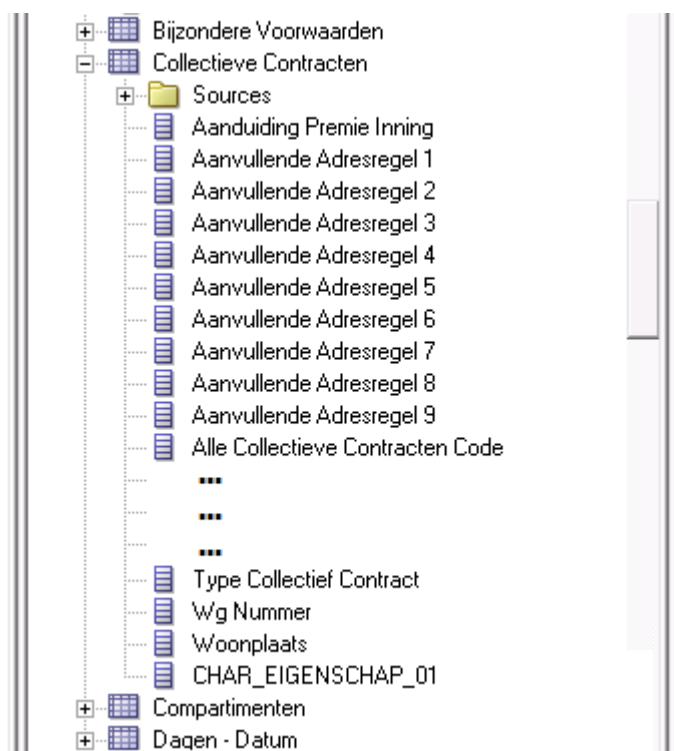 Bijzondere Voorwaarden
Collectieve Contracten
Sources
Aanduiding Premie Inning
Aanvullende Adresregel 1
Aanvullende Adresregel 2
Aanvullende Adresregel 3
Aanvullende Adresregel 4
Aanvullende Adresregel 5
Aanvullende Adresregel 6
Aanvullende Adresregel 7
Aanvullende Adresregel 8
Aanvullende Adresregel 9
Alle Collectieve Contracten Code
...
...
...
Type Collectief Contract
Wg Nummer
Woonplaats
CHAR_EIGENSCHAP_01
Compartimenten
Dagen - Datum